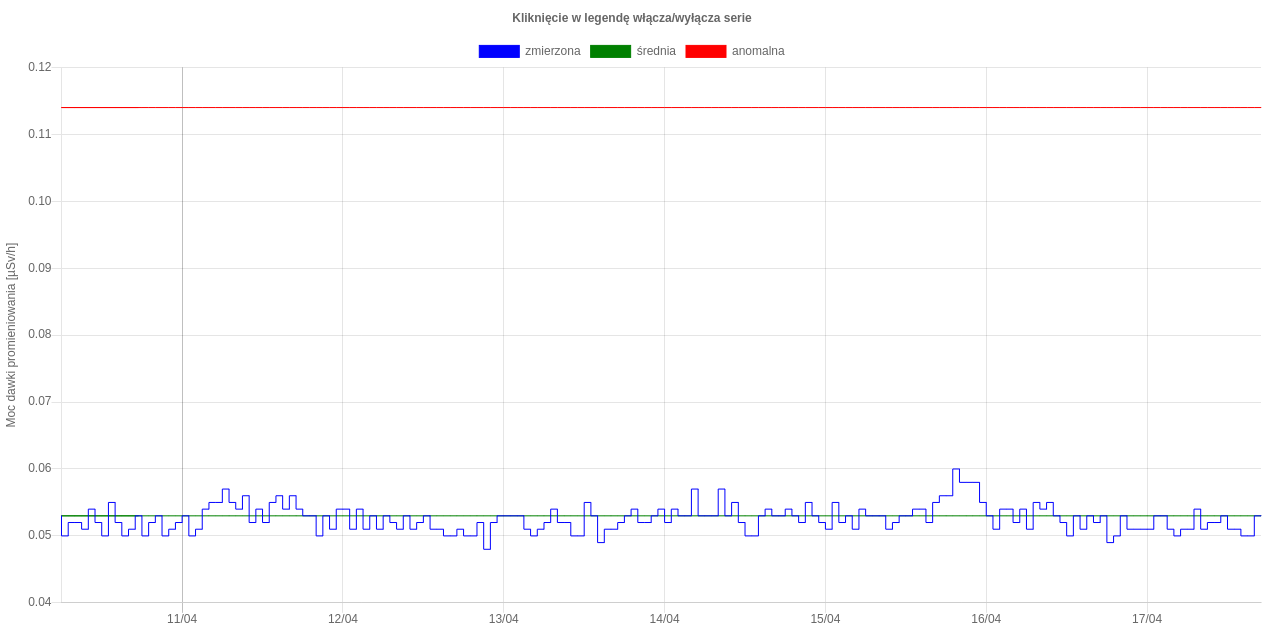 Kliknięcie w legendę włącza/wyłącza serie
zmierzona średnia anomalna
Moc dawki promieniowania [µSv/h]
0.12
0.11
0.10
0.09
0.08
0.07
0.06
0.05
0.04
11/04 12/04 13/04 14/04 15/04 16/04 17/04